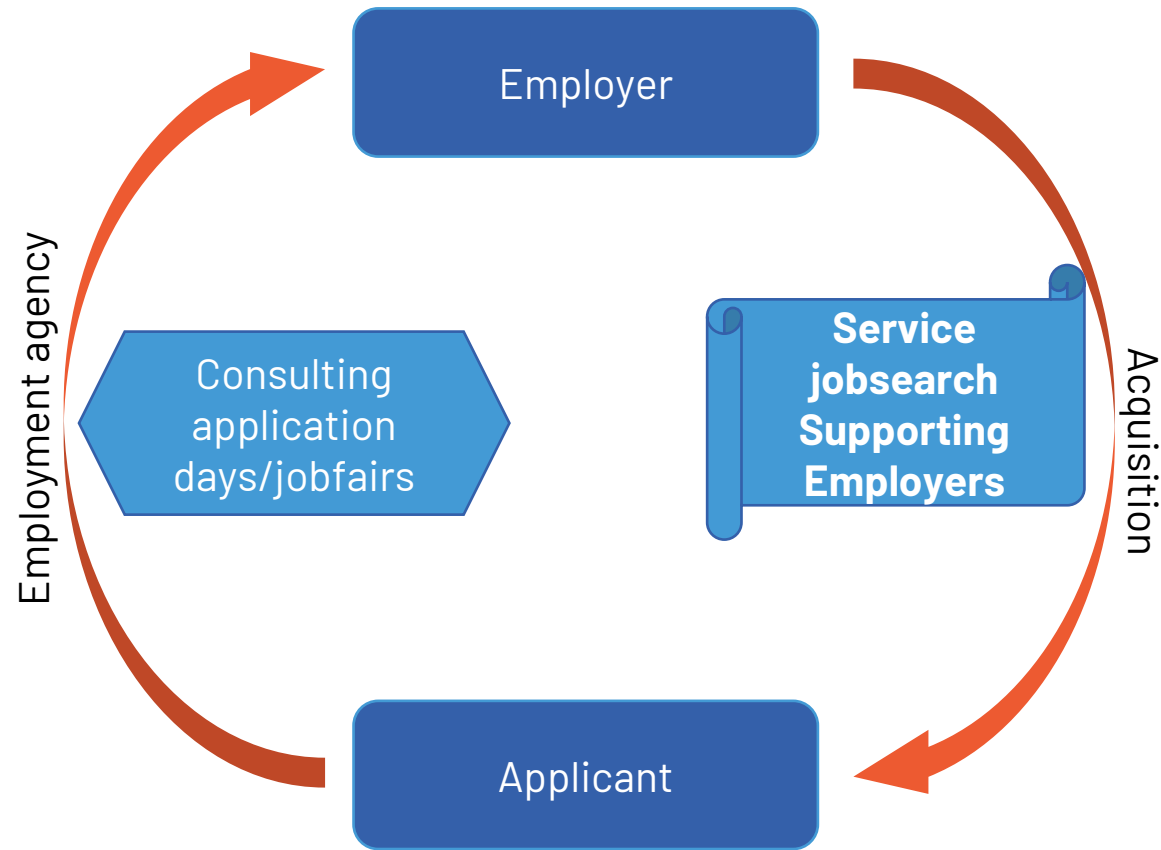 Employer
Employment agency
Consulting
application
days/jobfairs
Service
jobsearch
Supporting
Employers
Acquisition
Applicant